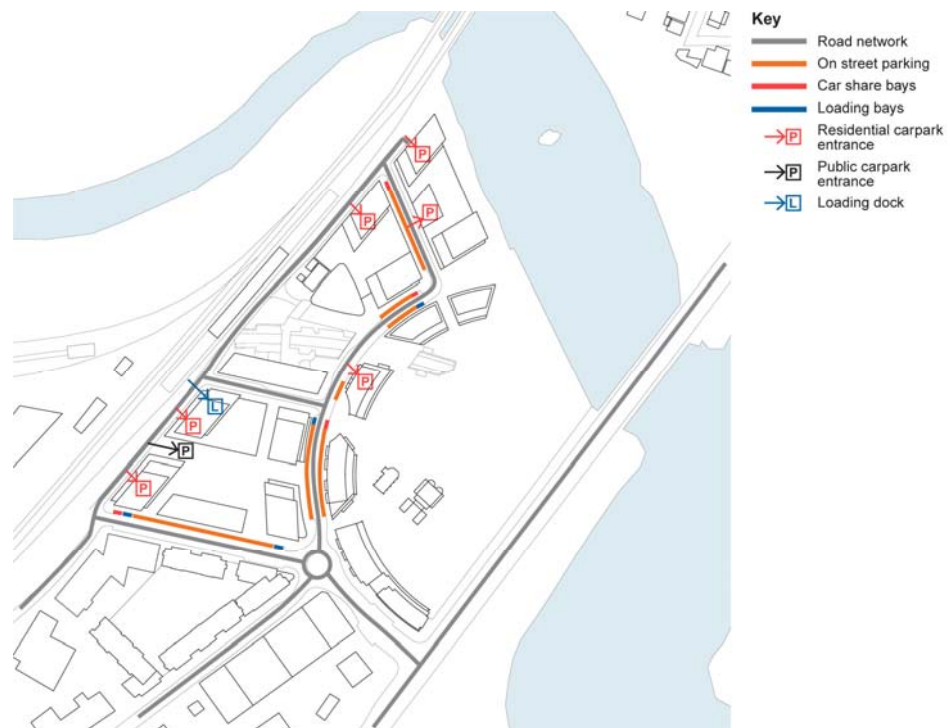 Key
Road network
On street parking
Car share bays
Loading bays
P Residential carpark
entrance
P Public carpark
entrance
L Loading dock
P
P
P
P
L
P
P
P